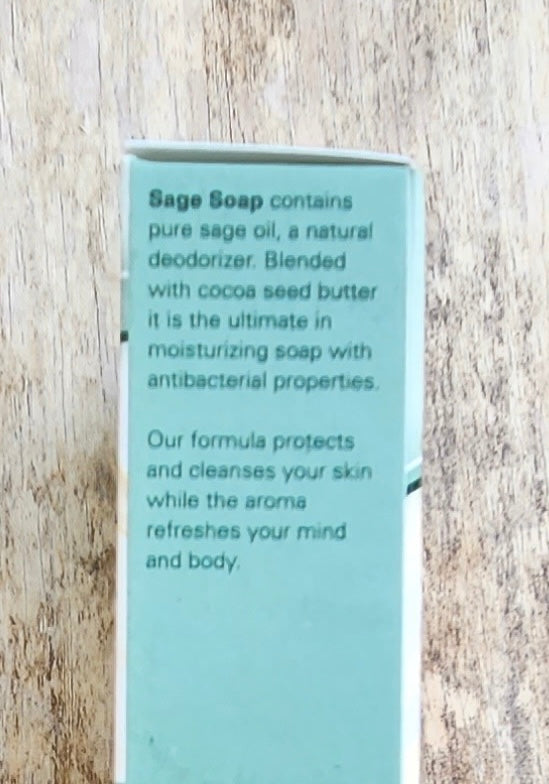 Sage Soap contains
pure sage oil, a natural
deodorizer. Blended
with cocoa seed butter
it is the ultimate in
moisturizing soap with
antibacterial properties.
Our formula protects
and cleanses your skin
while the aroma
refreshes your mind
and body.